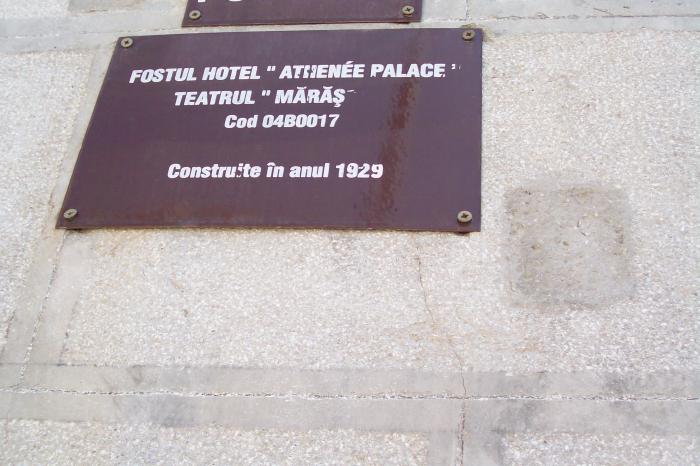 FOSTUL HOTEL " ATHENÉE PALACE "
TEATRUL " MĂRĂŞ
Cod 04B0017
Construite în anul 1929